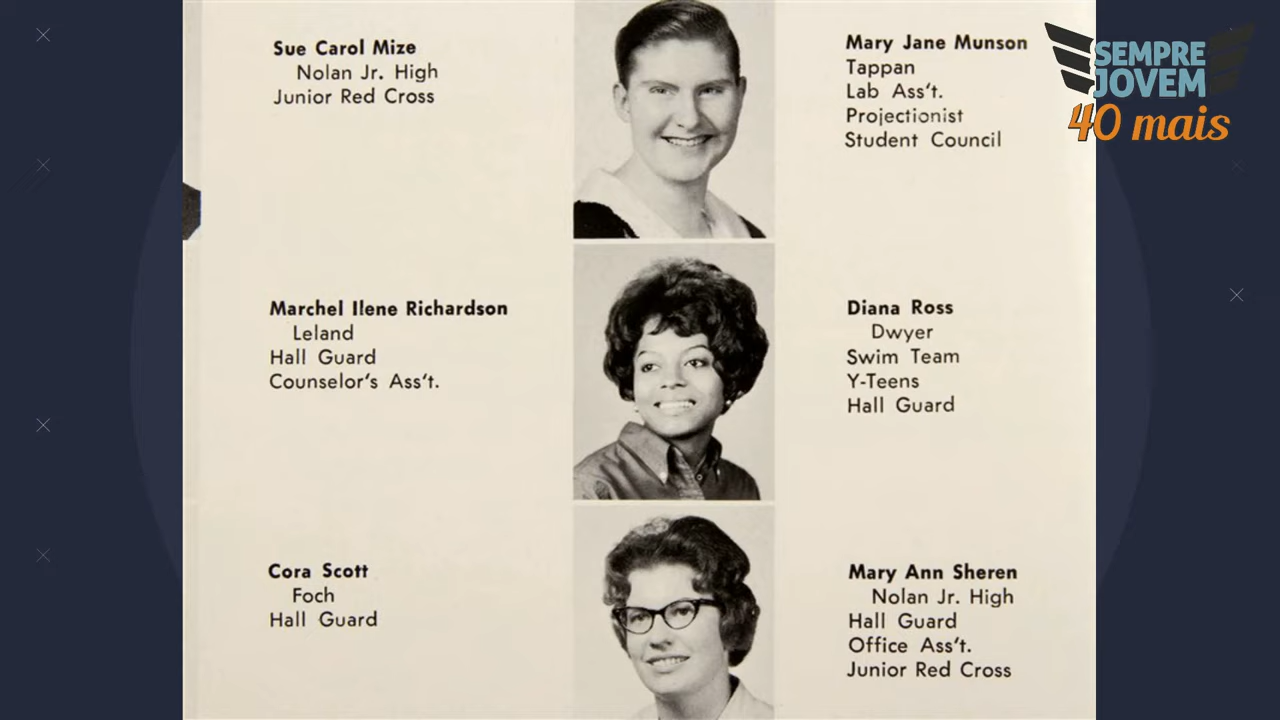 Sue Carol Mize
Nolan Jr. High
Junior Red Cross
Mary Jane Munson
Tappan
Lab Ass't.
Projectionist
Student Council
SEMPRE
JOVEM
40 mais
Marchel Ilene Richardson
Leland
Hall Guard
Counselor's Ass't.
Diana Ross
Dwyer
Swim Team
Y-Teens
Hall Guard
Cora Scott
Foch
Hall Guard
Mary Ann Sheren
Nolan Jr. High
Hall Guard
Office Ass't.
Junior Red Cross